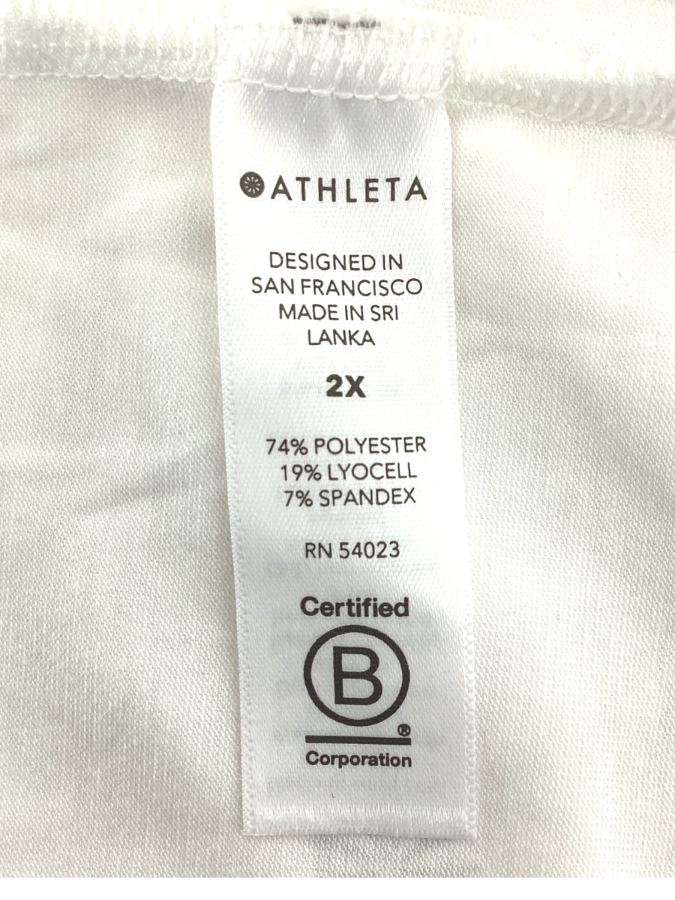 ATHLETA
DESIGNED IN
SAN FRANCISCO
MADE IN SRI
LANKA
2X
74% POLYESTER
19% LYOCELL
7% SPANDEX
RN 54023
Certified
B
®
Corporation